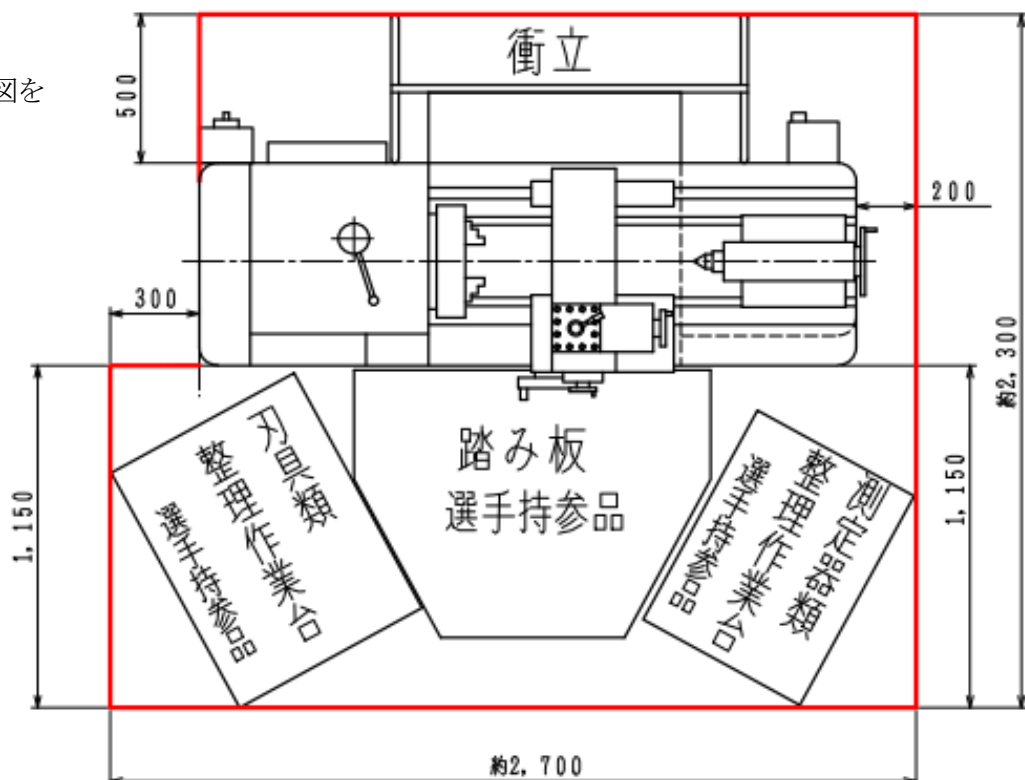 図を
衝立
500
200
300
約2,300
1,150
1,150
踏み板
選手持参品
刃具類
整理作業台
選手持参品
測定器類
整理作業台
選手持参品
約2,700